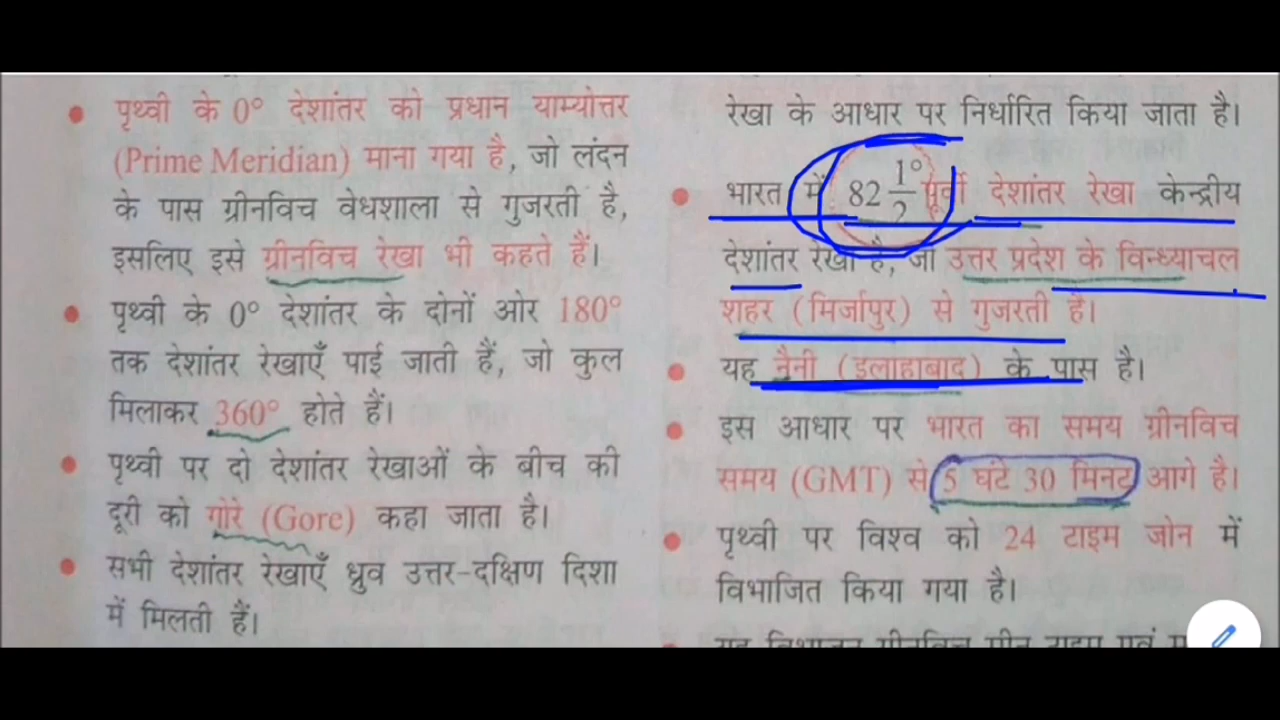 पृथ्वी के 0° देशांतर को प्रधान याम्योत्तर
(Prime Meridian) माना गया है, जो लंदन
के पास ग्रीनविच वेधशाला से गुजरती है,
इसलिए इसे ग्रीनविच रेखा भी कहते हैं।
पृथ्वी के 0° देशांतर के दोनों ओर 180°
तक देशांतर रेखाएँ पाई जाती हैं, जो कुल
मिलाकर 360° होते हैं।
पृथ्वी पर दो देशांतर रेखाओं के बीच की
दूरी को गोरे (Gore) कहा जाता है।
सभी देशांतर रेखाएँ ध्रुव उत्तर-दक्षिण दिशा
में मिलती हैं।
रेखा के आधार पर निर्धारित किया जाता है।
भारत में 82 1/2° पूर्वी देशांतर रेखा केन्द्रीय
देशांतर रेखा है, जो उत्तर प्रदेश के विन्ध्याचल
शहर (मिर्जापुर) से गुजरती है।
यह नैनी (इलाहाबाद) के पास है।
इस आधार पर भारत का समय ग्रीनविच
समय (GMT) से 5 घंटे 30 मिनट आगे है।
पृथ्वी पर विश्व को 24 टाइम जोन में
विभाजित किया गया है।